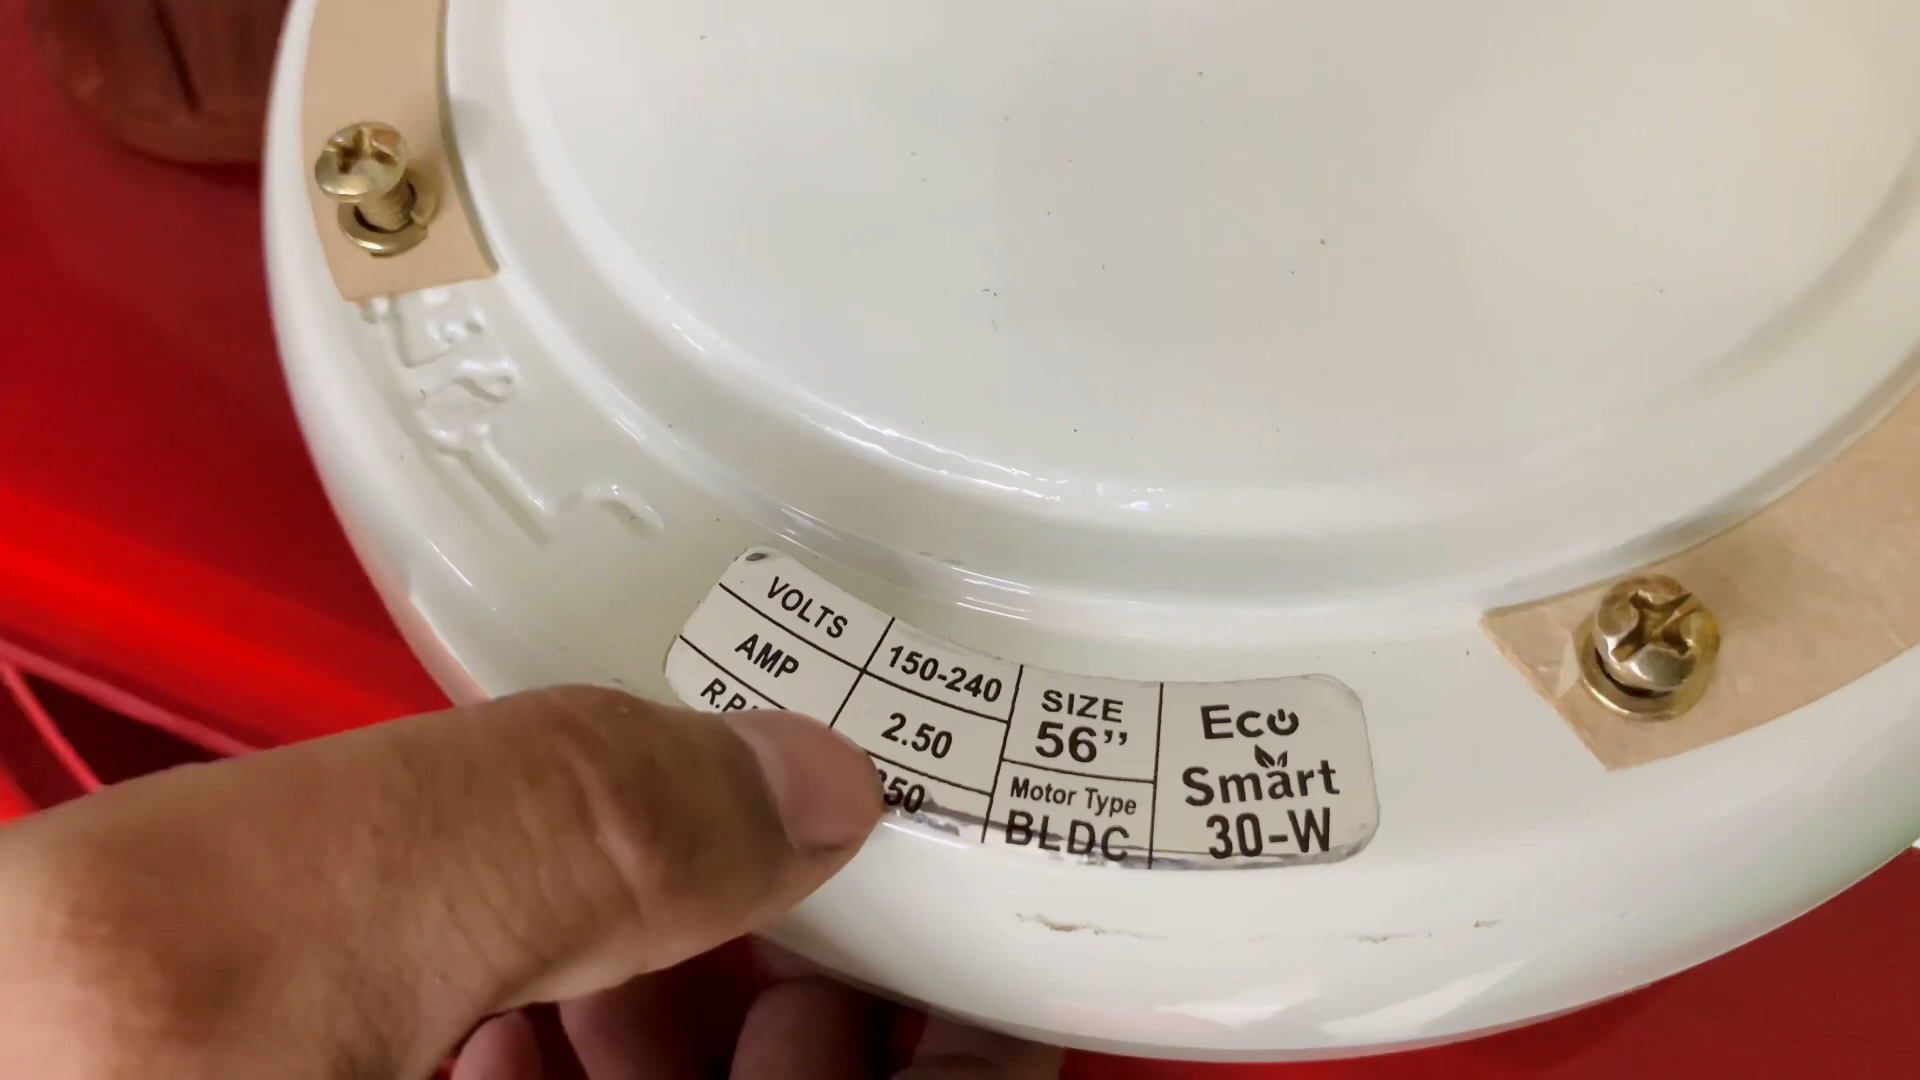 VOLTS 150-240
AMP 2.50
SIZE
56”
Motor Type
BLDC
Eco
Smart
30-W